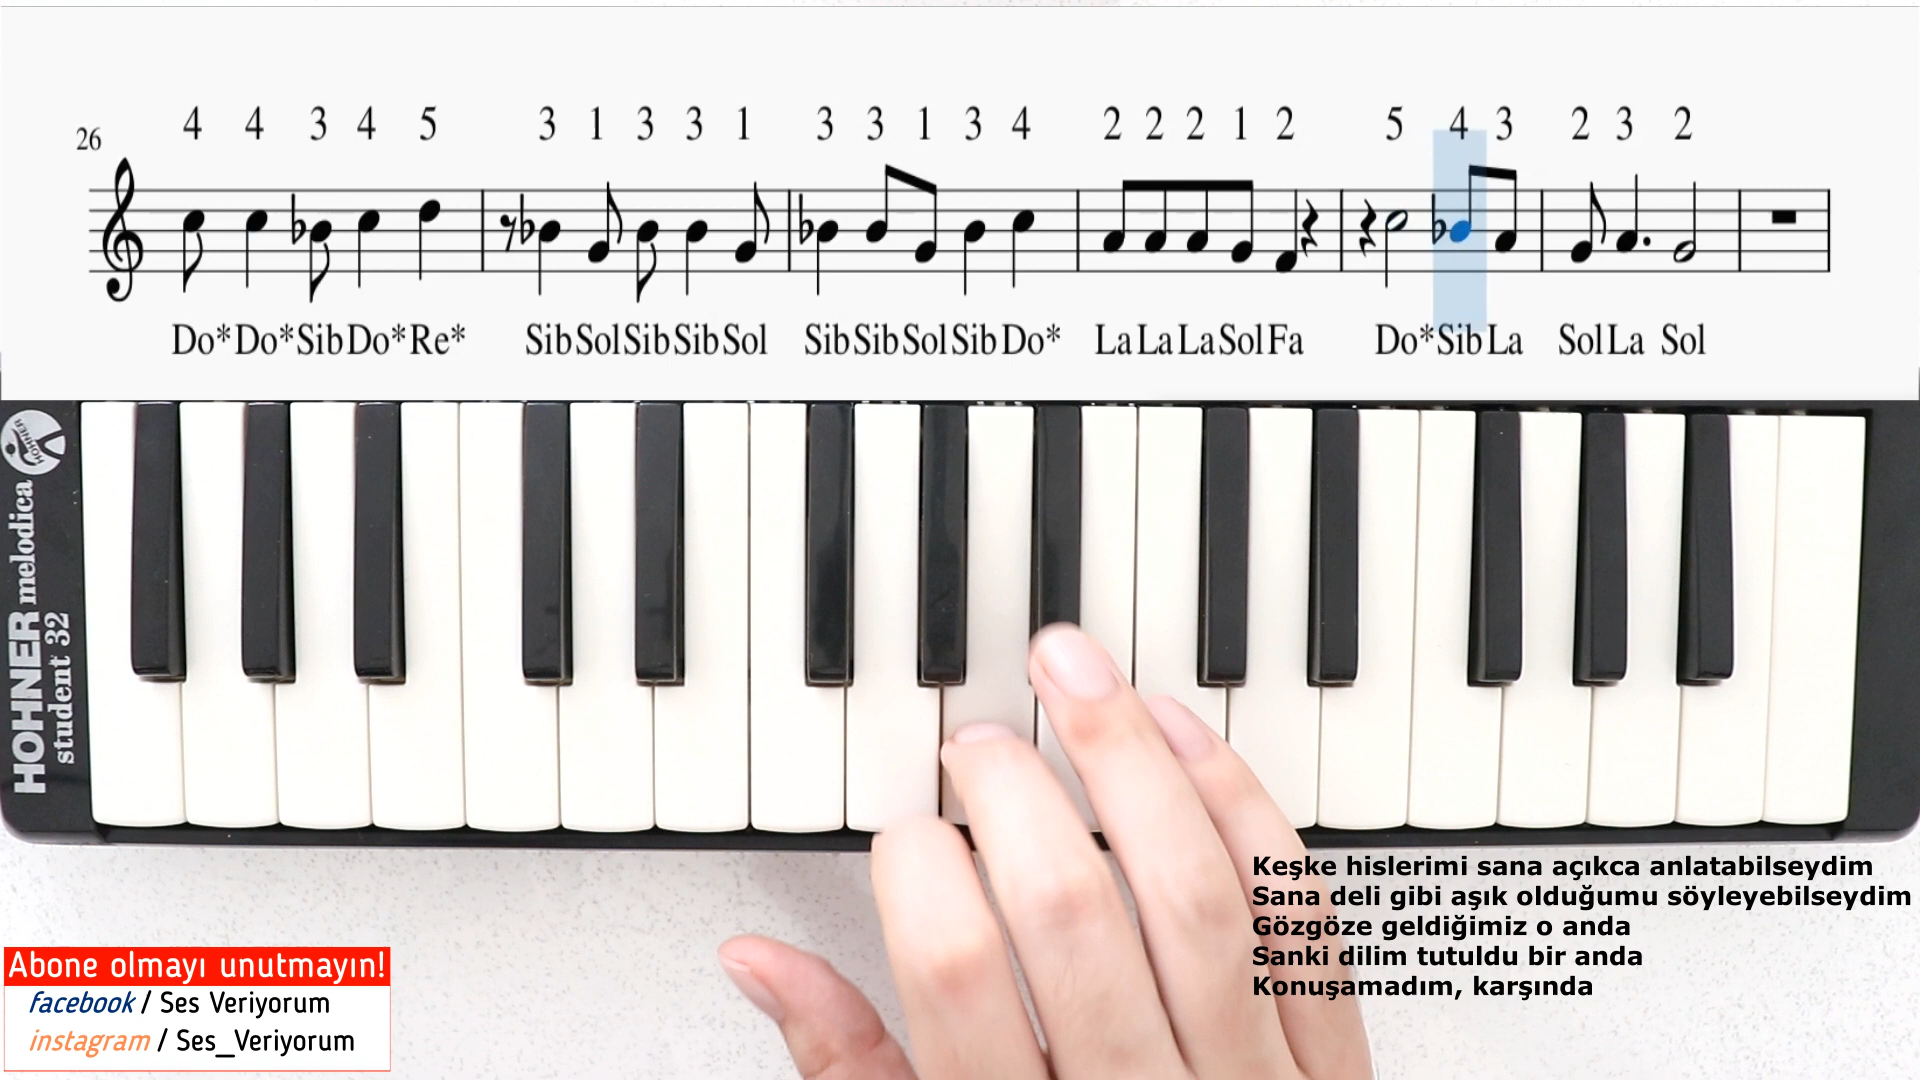 4 4 3 4 5 3 1 3 3 1 3 3 1 3 4 2 2 2 1 2 5 4 3 2 3 2
26
Do* Do* Sib Do* Re* Sib Sol Sib Sib Sol Sib Sib Sol Sib Do* La La La Sol Fa Do* Sib La Sol La Sol
HOHNER
HOHNER melodica
student 32
Keşke hislerimi sana açıkca anlatabilseydim
Sana deli gibi aşık olduğumu söyleyebilseydim
Gözgöze geldiğimiz o anda
Sanki dilim tutuldu bir anda
Konuşamadım, karşında
Abone olmayı unutmayın!
facebook / Ses Veriyorum
instagram / Ses_Veriyorum